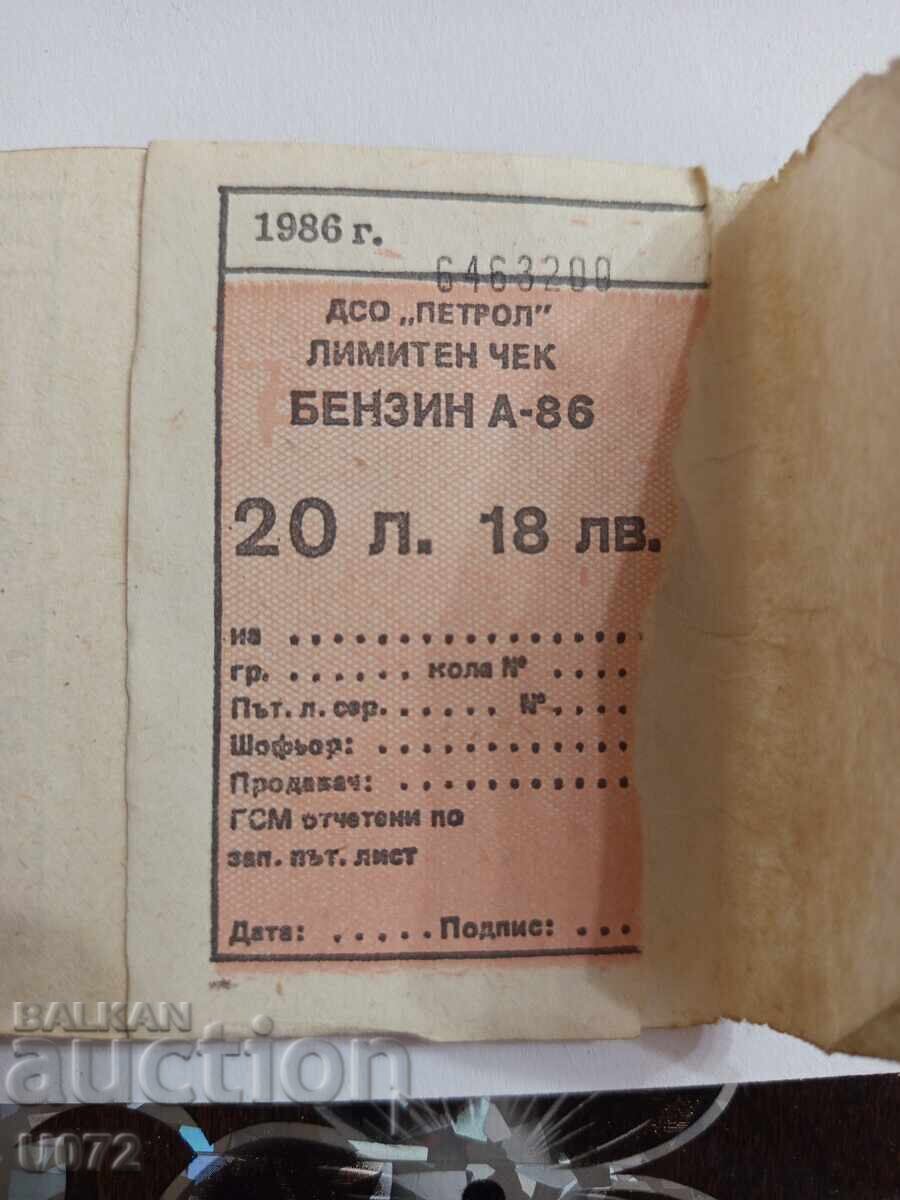 1986 г.
6463200
ДСО „ПЕТРОЛ"
ЛИМИТЕН ЧЕК
БЕНЗИН А-86
20 л. 18 лв.
на ..................
гр. ....... кола № ....
Път. л. сер. ...... №. ....
Шофьор: .............
Продавач: ............
ГСМ отчетени по
зап. път. лист
Дата: ..... Подпис: ...
BALKAN
auction
U072